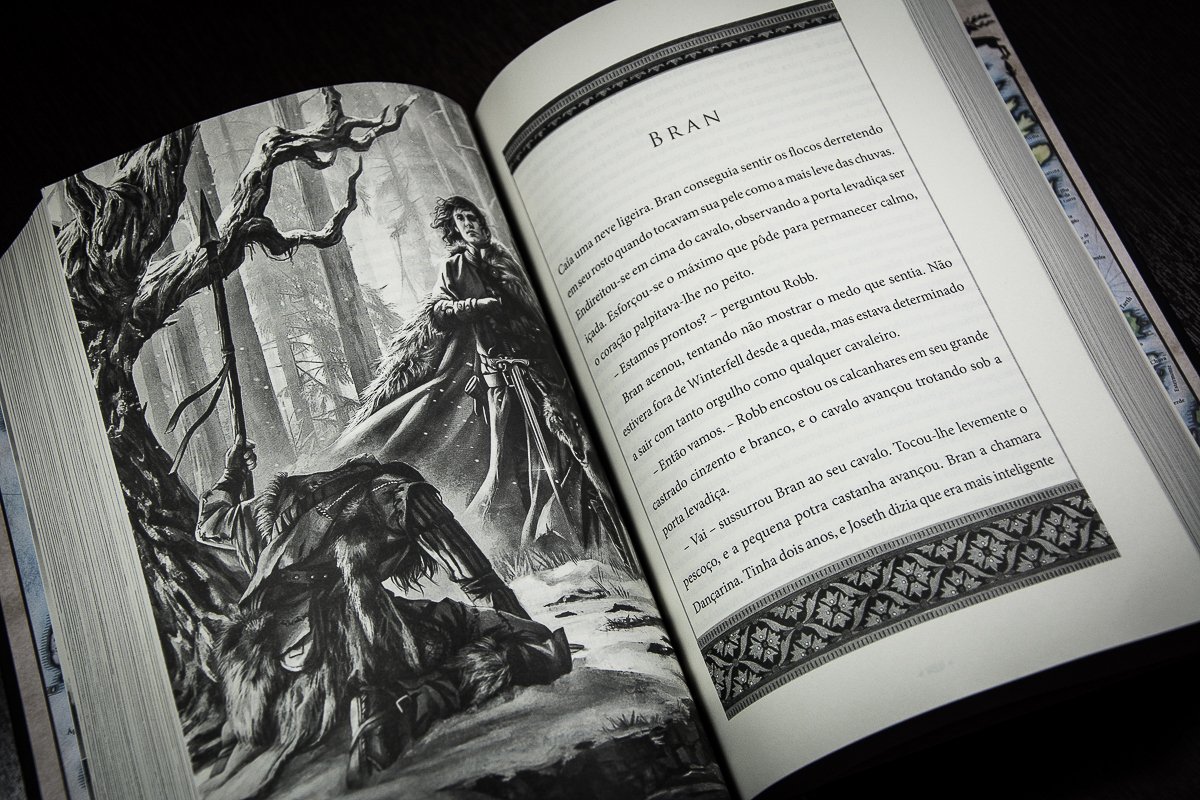 BRAN
Caía uma neve ligeira. Bran conseguia sentir os flocos derretendo
em seu rosto quando tocavam sua pele como a mais leve das chuvas.
Endireitou-se em cima do cavalo, observando a porta levadiça ser
içada. Esforçou-se o máximo que pôde para permanecer calmo,
o coração palpitava-lhe no peito.
- Estamos prontos? – perguntou Robb.
Bran acenou, tentando não mostrar o medo que sentia. Não
estivera fora de Winterfell desde a queda, mas estava determinado
a sair com tanto orgulho como qualquer cavaleiro.
- Então vamos. – Robb encostou os calcanhares em seu grande
castrado cinzento e branco, e o cavalo avançou trotando sob a
porta levadiça.
- Vai – sussurrou Bran ao seu cavalo. Tocou-lhe levemente o
pescoço, e a pequena potra castanha avançou. Bran a chamara
Dançarina. Tinha dois anos, e Joseth dizia que era mais inteligente